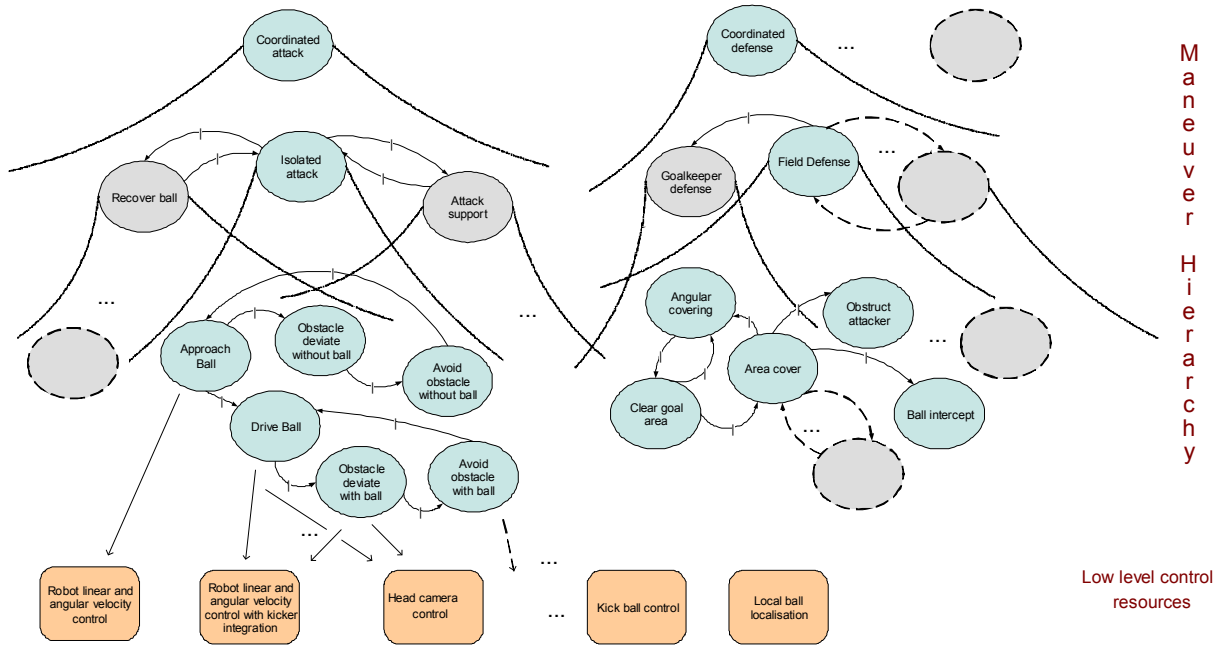 Coordinated
attack
Coordinated
defense
...
Isolated
attack
Recover ball
Attack
support
Goalkeeper
defense
Field Defense
...
...
...
Approach
Ball
Obstacle
deviate
without ball
Avoid
obstacle
without ball
Drive Ball
Obstacle
deviate
with ball
Avoid
obstacle
with ball
Angular
covering
Obstruct
attacker
...
Area cover
Clear goal
area
Ball intercept
...
...
...
...
Robot linear and
angular velocity
control
Robot linear and
angular velocity
control with kicker
integration
Head camera
control
Kick ball control
Local ball
localisation
Maneuver
Hierarchy
Low level control
resources